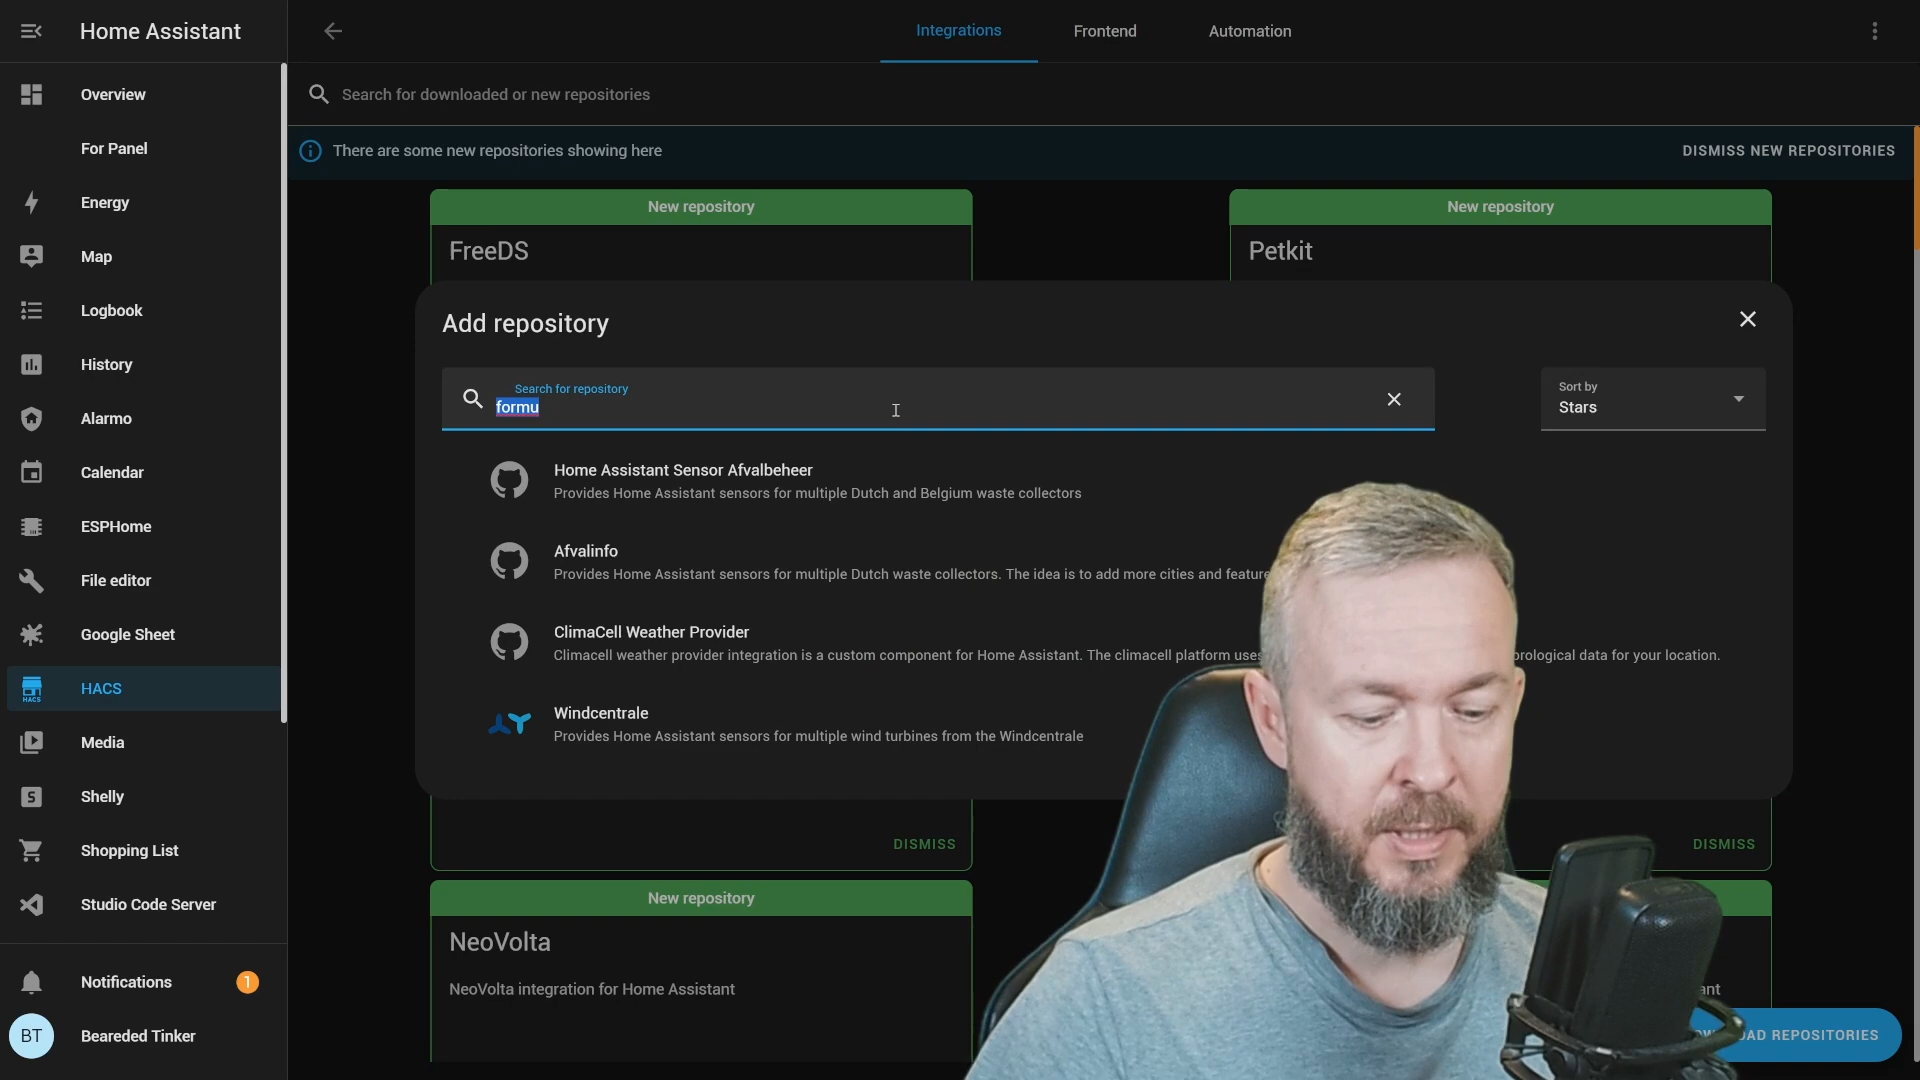 Home Assistant
Integrations
Frontend
Automation
Overview
For Panel
Energy
Map
Logbook
History
Alarmo
Calendar
ESPHome
File editor
Google Sheet
HACS
HACS
Media
S
Shelly
Shopping List
Studio Code Server
Notifications
1
BT
Beareded Tinker
Search for downloaded or new repositories
There are some new repositories showing here
DISMISS NEW REPOSITORIES
New repository
FreeDS
New repository
Petkit
Add repository
Search for repository
formu
Sort by
Stars
Home Assistant Sensor Afvalbeheer
Provides Home Assistant sensors for multiple Dutch and Belgium waste collectors
Afvalinfo
Provides Home Assistant sensors for multiple Dutch waste collectors. The idea is to add more cities and feature
ClimaCell Weather Provider
Climacell weather provider integration is a custom component for Home Assistant. The climacell platform uses
orological data for your location.
Windcentrale
Provides Home Assistant sensors for multiple wind turbines from the Windcentrale
DISMISS
DISMISS
New repository
NeoVolta
NeoVolta integration for Home Assistant
ant
AD REPOSITORIES